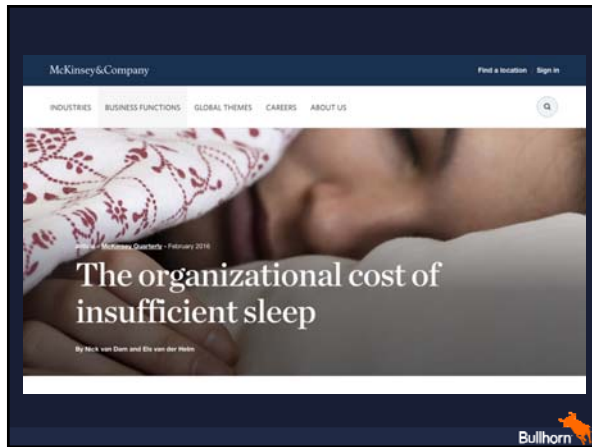 McKinsey&Company
Find a location Sign in
INDUSTRIES BUSINESS FUNCTIONS GLOBAL THEMES CAREERS ABOUT US
Article - McKinsey Quarterly - February 2016
The organizational cost of
insufficient sleep
By Nick van Dam and Els van der Helm
Bullhorn